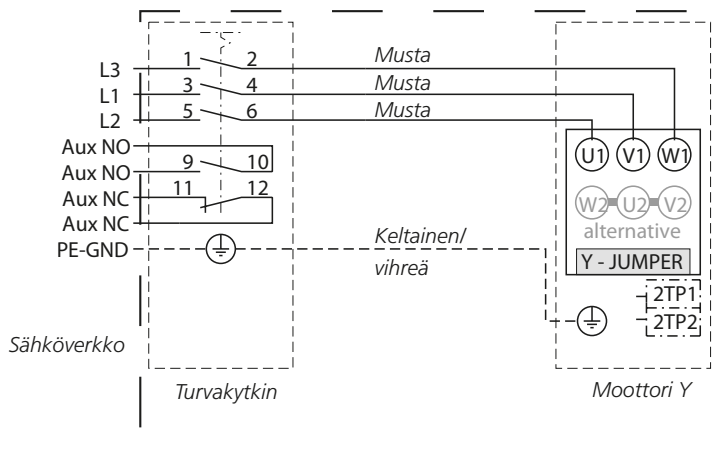 L3 1 2 Musta
L1 3 4 Musta
L2 5 6 Musta
Aux NO
Aux NO 9 10
Aux NC 11 12
Aux NC
PE-GND
Keltainen/
vihreä
U1 V1 W1
W2 U2 V2
alternative
Y - JUMPER
2TP1
2TP2
Sähköverkko
Turvakytkin
Moottori Y